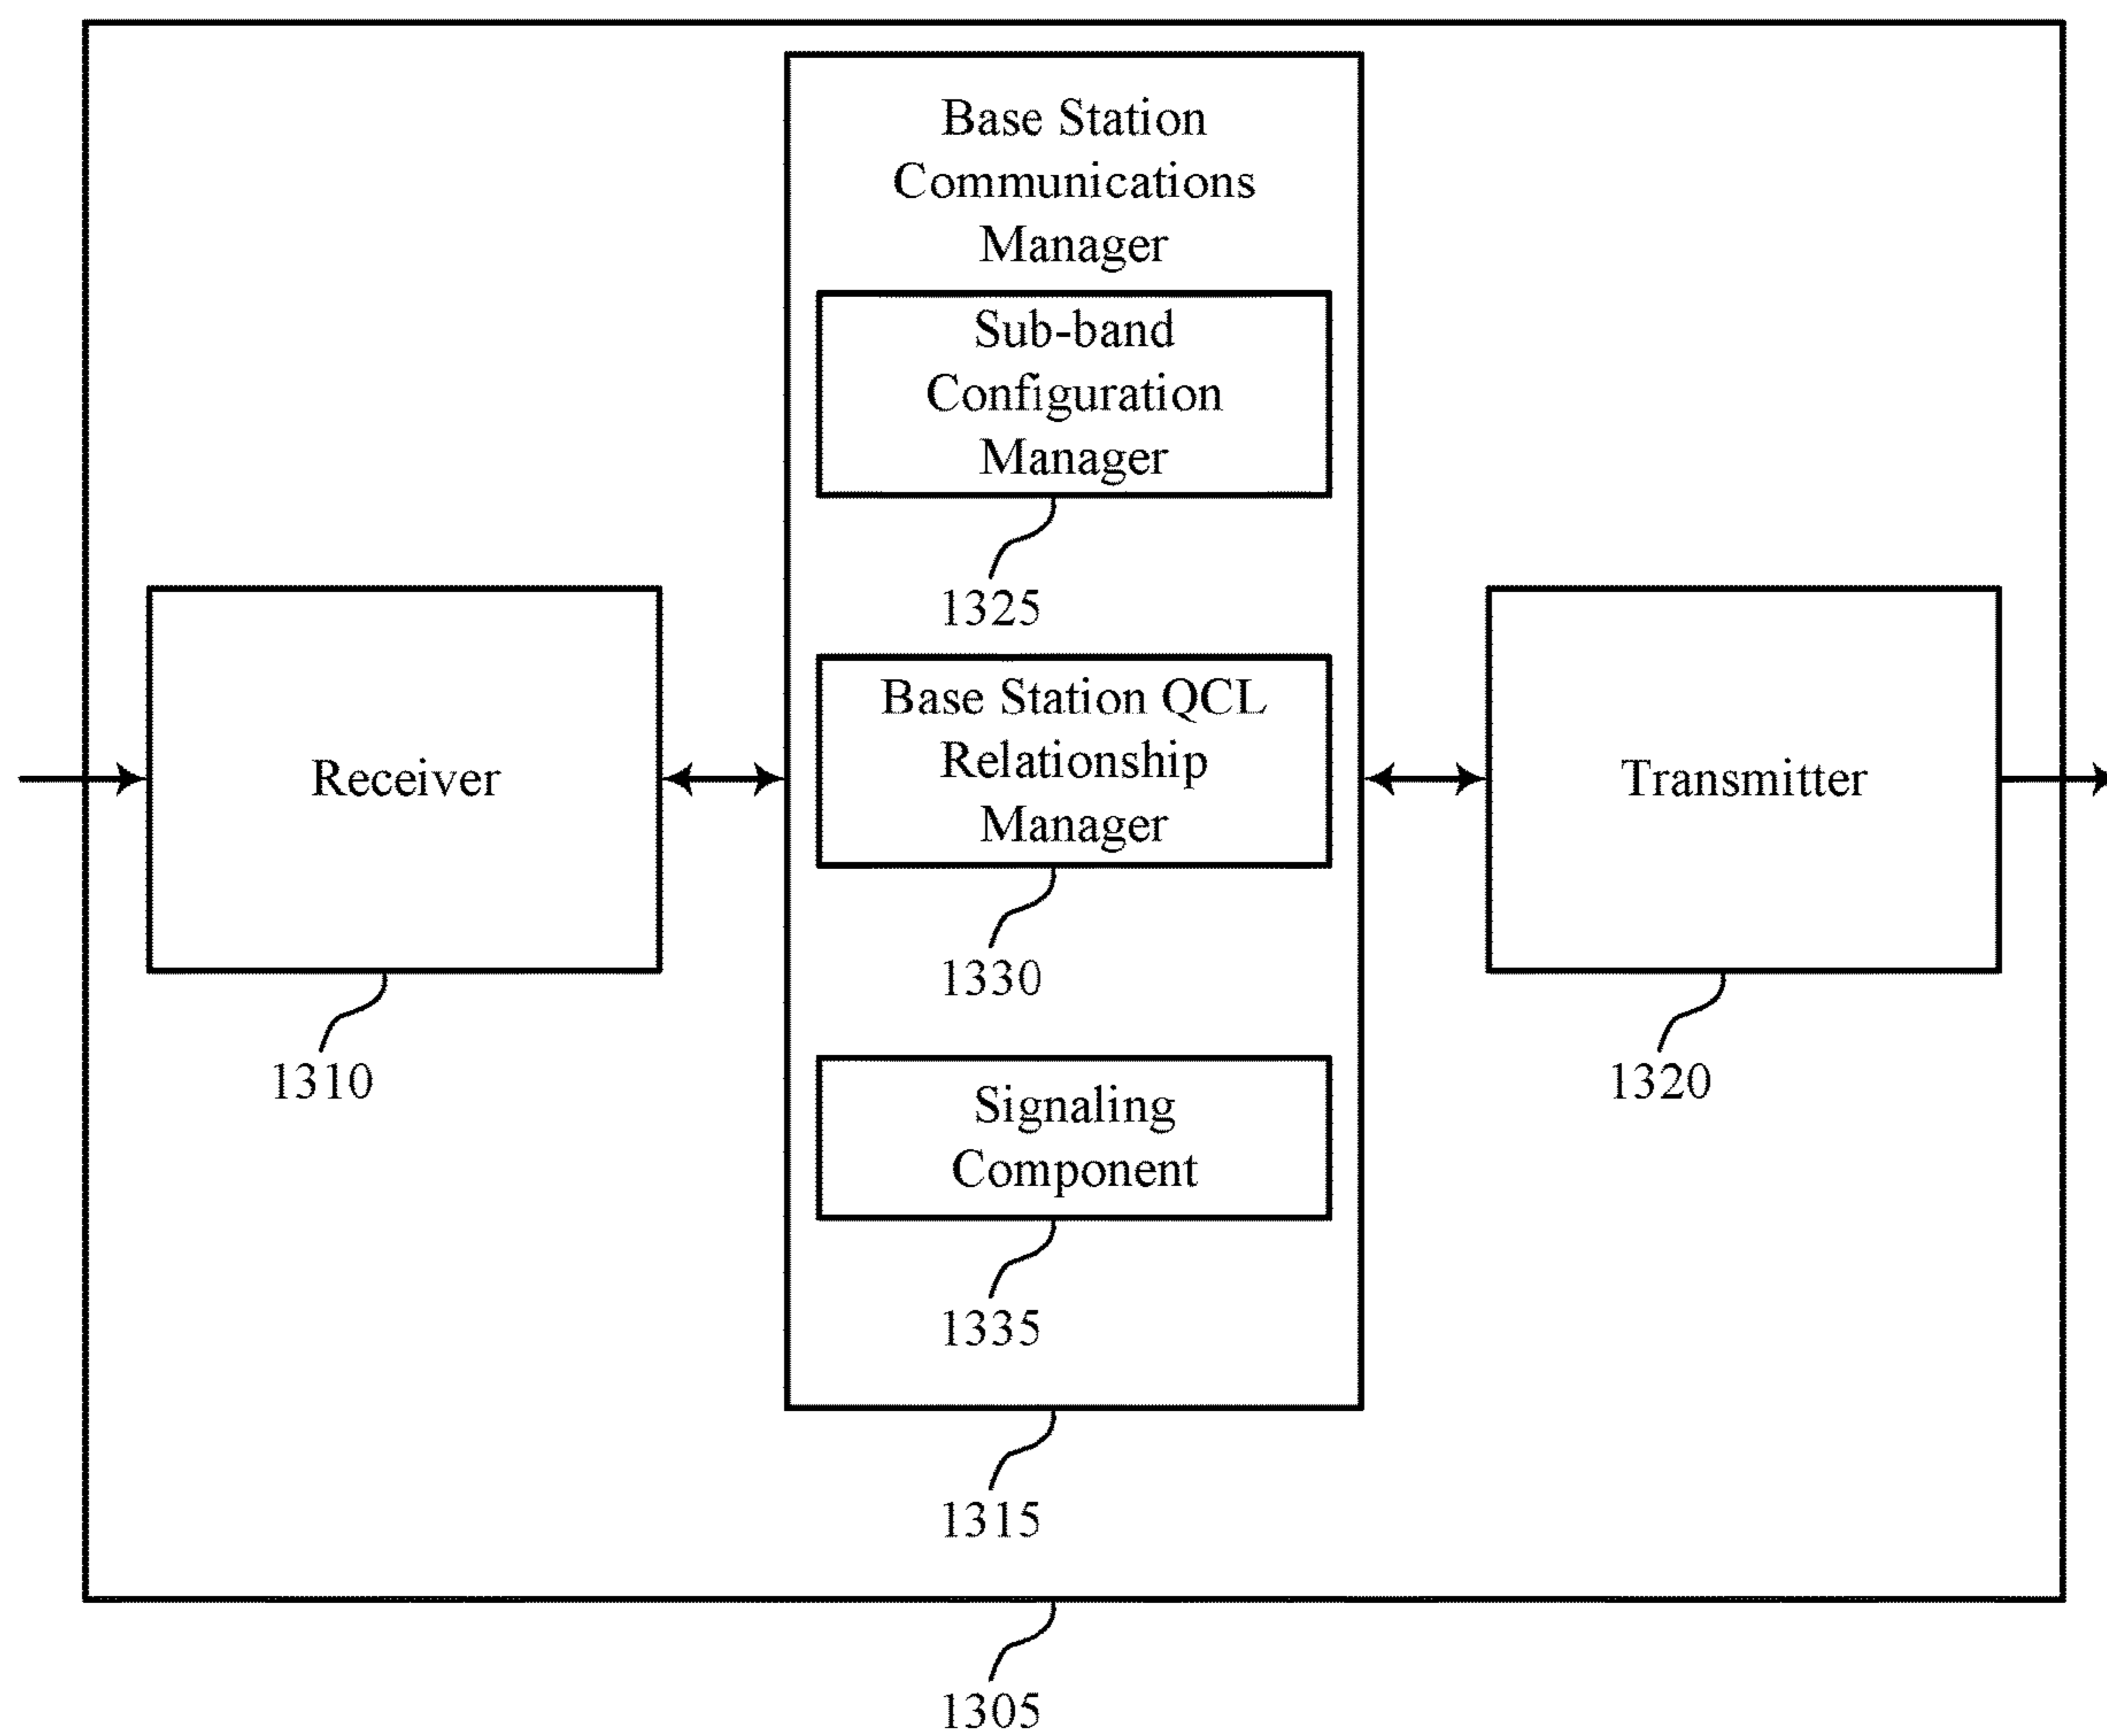 Base Station
Communications
Manager
Sub-band
Configuration
Manager
1325
Base Station QCL
Relationship
Manager
1330
Signaling
Component
1335
1315
Receiver
1310
Transmitter
1320
1305